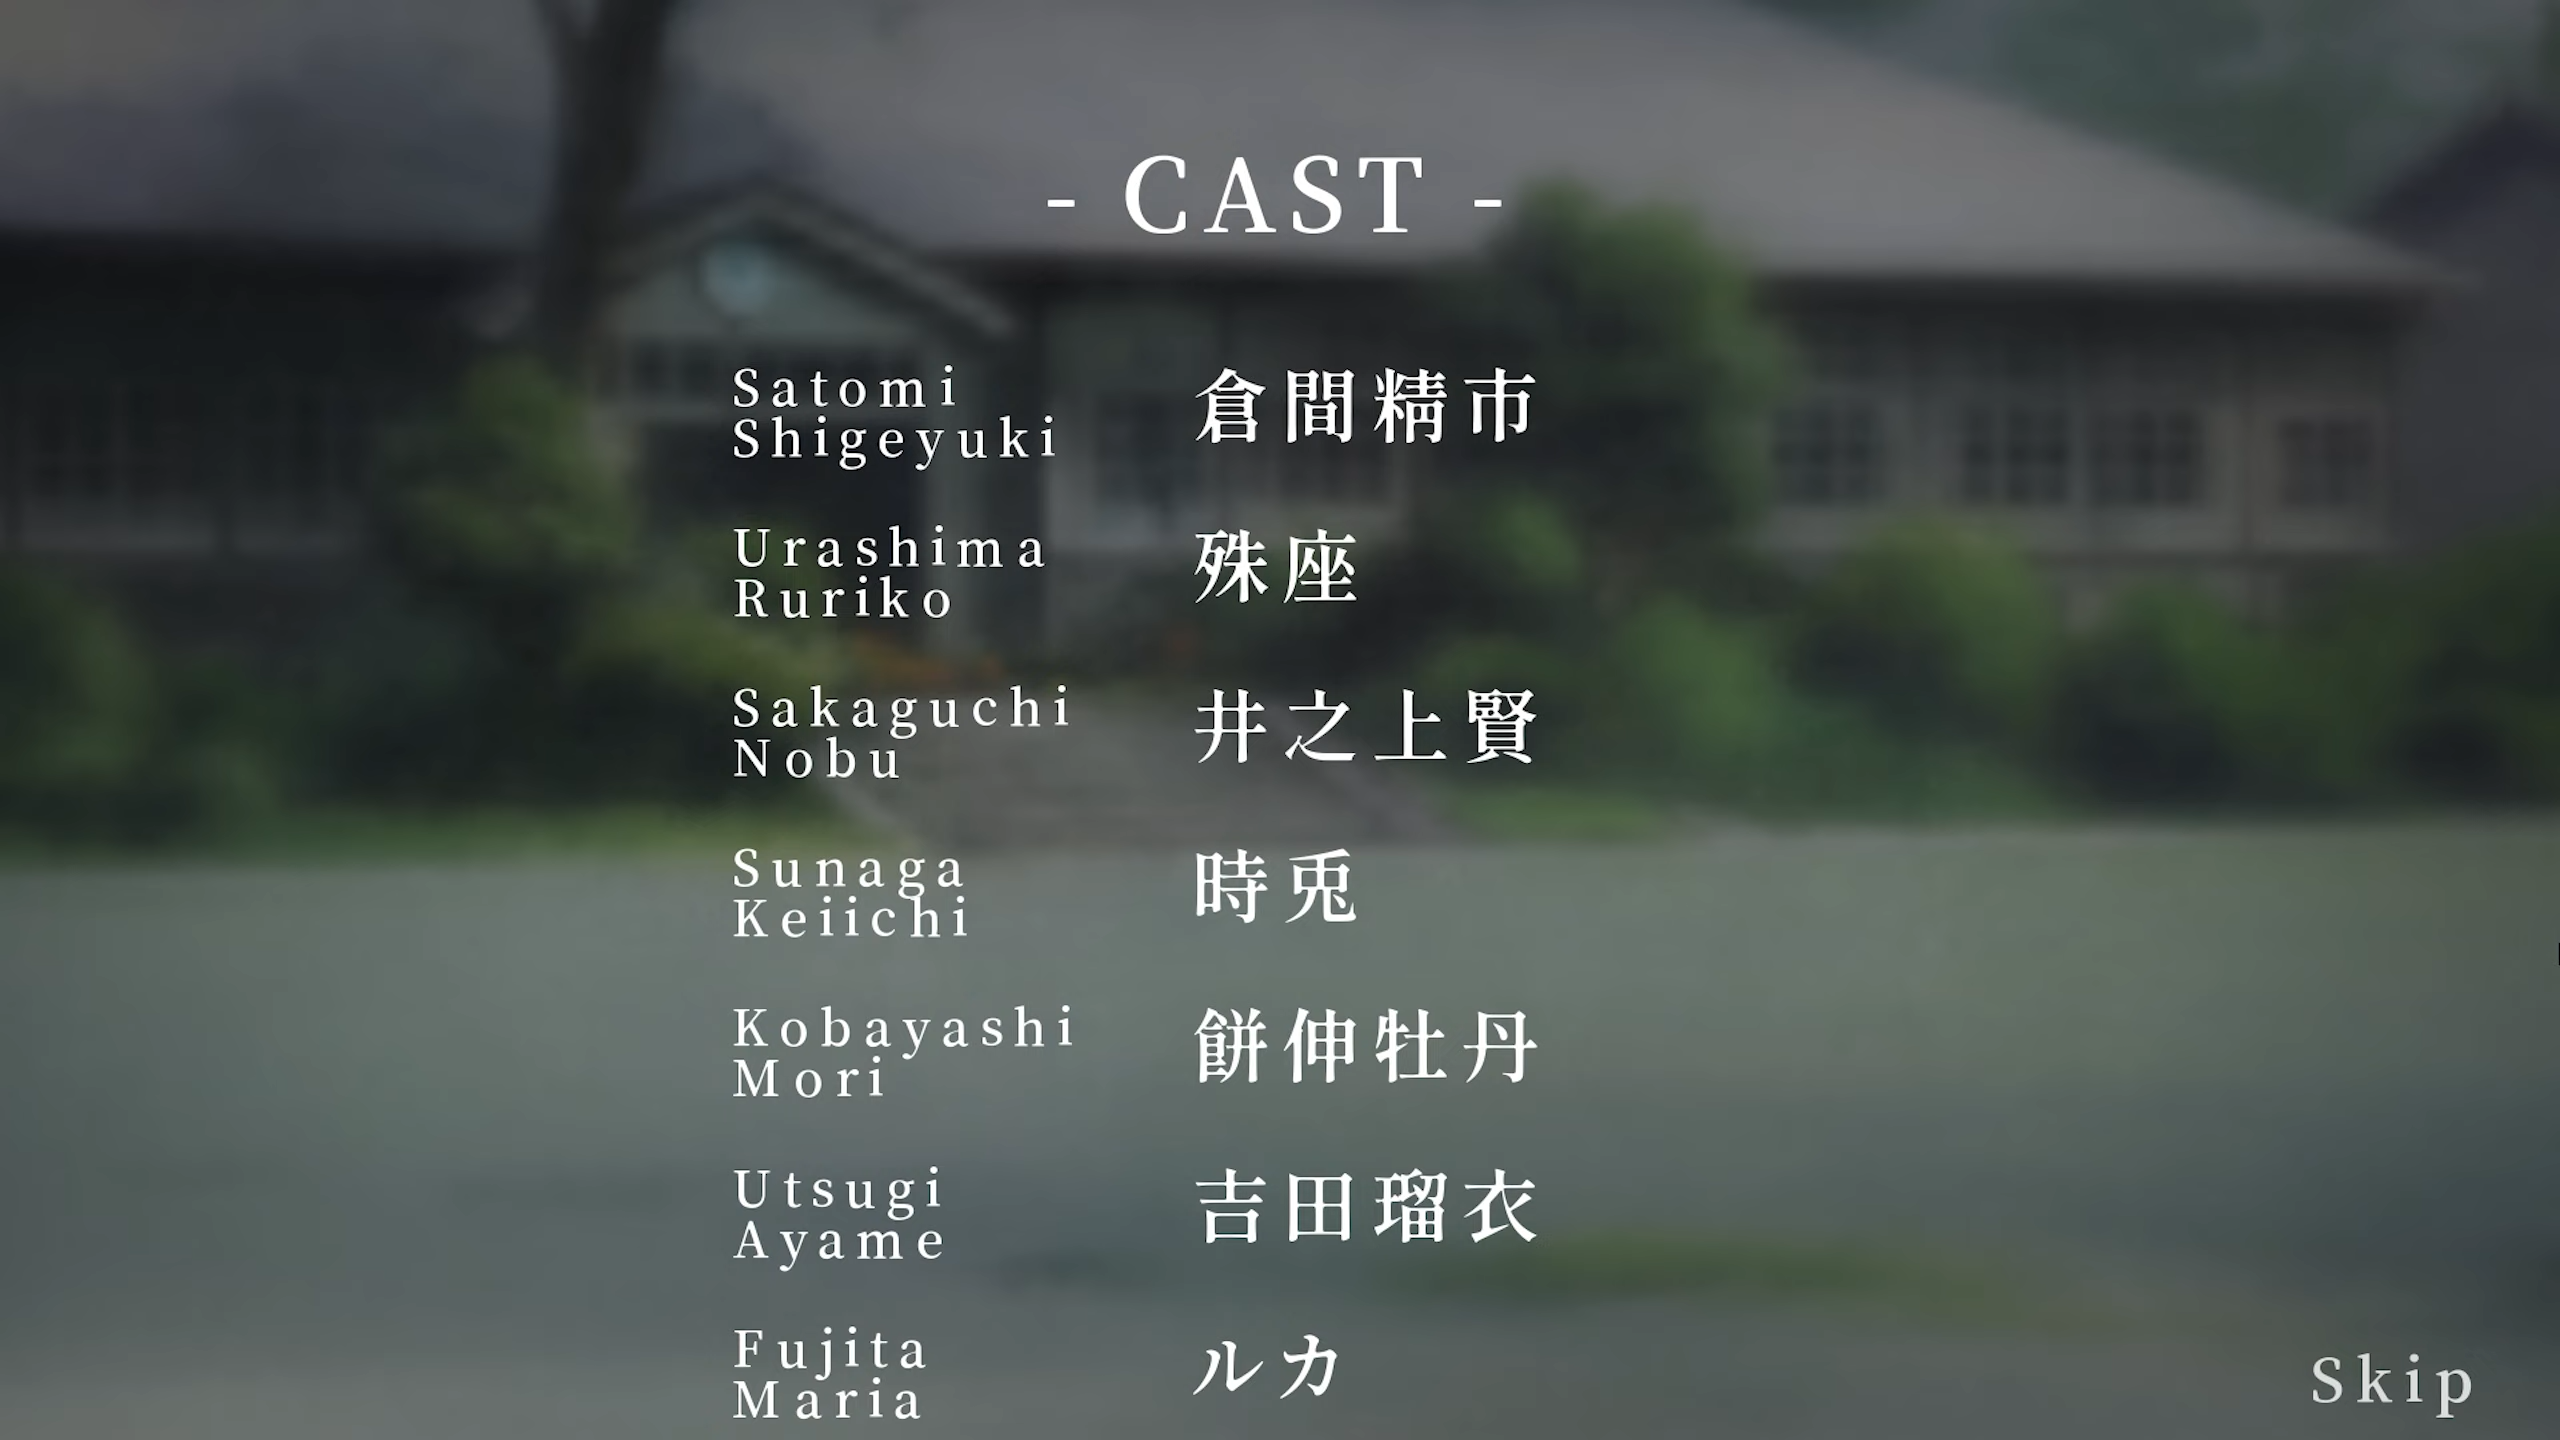 - CAST -
Satomi
Shigeyuki
倉間精市
Urashima
Ruriko
殊座
Sakaguchi
Nobu
井之上賢
Sunaga
Keiichi
時兎
Kobayashi
Mori
餅伸牡丹
Utsugi
Ayame
吉田瑠衣
Fujita
Maria
ルカ
Skip